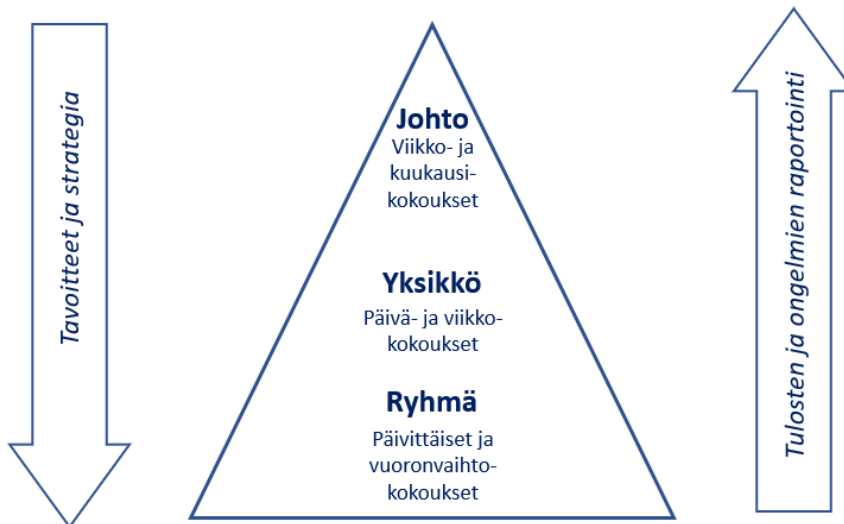 Tavoitteet ja strategia
Johto
Viikko- ja
kuukausi-
kokoukset
Yksikkö
Päivä- ja viikko-
kokoukset
Ryhmä
Päivittäiset ja
vuoronvaihto-
kokoukset
Tulosten ja ongelmien raportointi